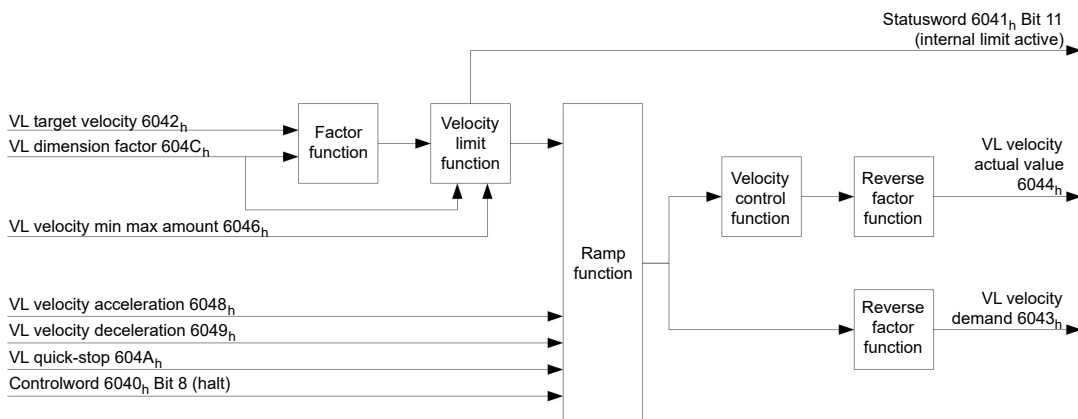 Statusword 6041h Bit 11
(internal limit active)
VL target velocity 6042h
VL dimension factor 604Ch
Factor
function
Velocity
limit
function
VL velocity min max amount 6046h
Ramp
function
Velocity
control
function
Reverse
factor
function
VL velocity
actual value
6044h
VL velocity acceleration 6048h
VL velocity deceleration 6049h
VL quick-stop 604Ah
Controlword 6040h Bit 8 (halt)
Reverse
factor
function
VL velocity
demand 6043h